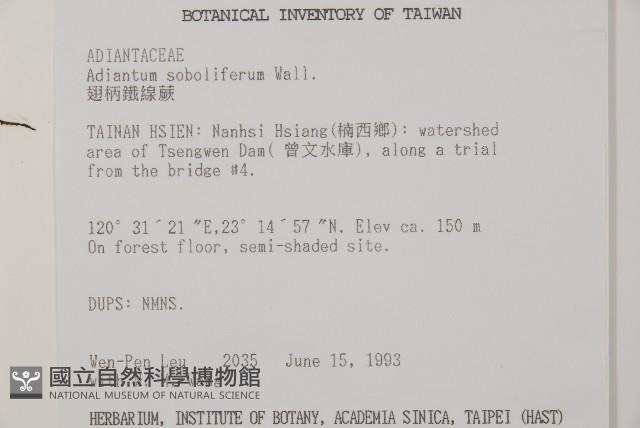 BOTANICAL INVENTORY OF TAIWAN
ADIANTACEAE
Adiantum soboliferum Wall.
翅柄鐵線蕨
TAINAN HSIEN: Nanhsi Hsiang(楠西鄉): watershed
area of Tsengwen Dam( 曾文水庫), along a trial
from the bridge #4.
120° 31´21 ″E,23° 14´57 ″N. Elev ca. 150 m
On forest floor, semi-shaded site.
DUPS: NMNS.
Wen-Pen Leu 2035 June 15, 1993
國立自然科學博物館
NATIONAL MUSEUM OF NATURAL SCIENCE
HERBARIUM, INSTITUTE OF BOTANY, ACADEMIA SINICA, TAIPEI (HAST)